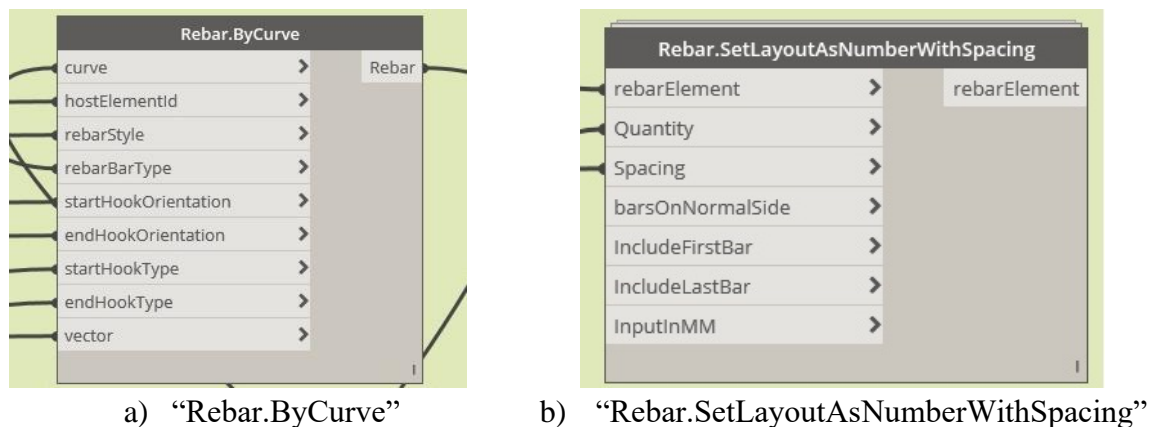 Rebar.ByCurve
curve
Rebar
hostElementId
rebarStyle
rebarBarType
startHookOrientation
endHookOrientation
startHookType
endHookType
vector
I
Rebar.SetLayoutAsNumberWithSpacing
rebarElement
rebarElement
Quantity
Spacing
barsOnNormalSide
IncludeFirstBar
IncludeLastBar
InputInMM
I
a) “Rebar.ByCurve”
b) “Rebar.SetLayoutAsNumberWithSpacing”